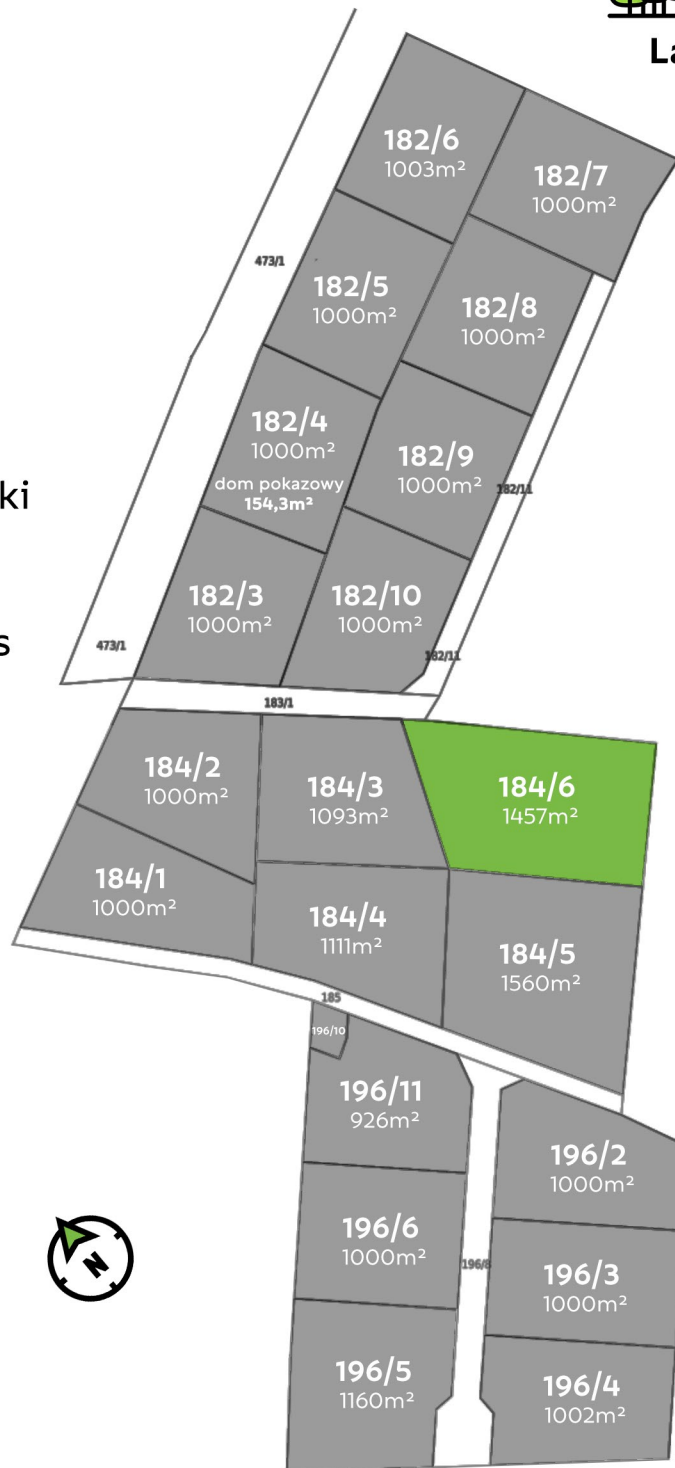 182/6
1003m²
182/7
1000m²
473/1
182/5
1000m²
182/8
1000m²
182/4
1000m²
dom pokazowy
154,3m²
182/9
1000m²
182/11
182/3
1000m²
182/10
1000m²
473/1
182/11
183/1
184/2
1000m²
184/3
1093m²
184/6
1457m²
184/1
1000m²
184/4
1111m²
184/5
1560m²
185
196/10
196/11
926m²
196/2
1000m²
196/6
1000m²
196/8
196/3
1000m²
196/5
1160m²
196/4
1002m²
N